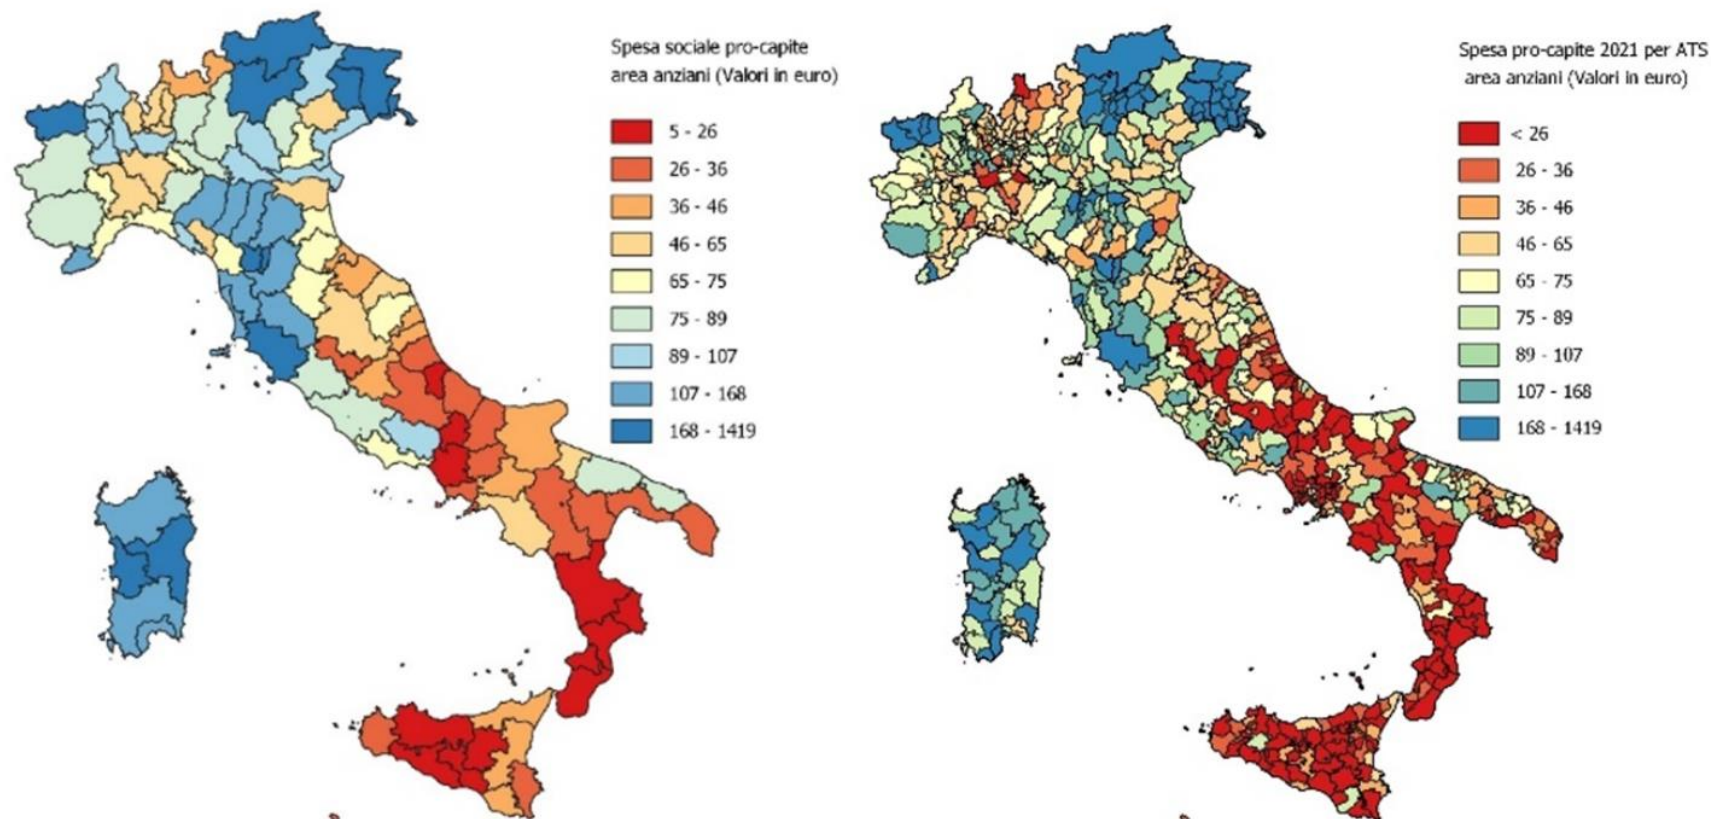 Spesa sociale pro-capite
area anziani (Valori in euro)
5 - 26
26 - 36
36 - 46
46 - 65
65 - 75
75 - 89
89 - 107
107 - 168
168 - 1419
Spesa pro-capite 2021 per ATS
area anziani (Valori in euro)
< 26
26 - 36
36 - 46
46 - 65
65 - 75
75 - 89
89 - 107
107 - 168
168 - 1419